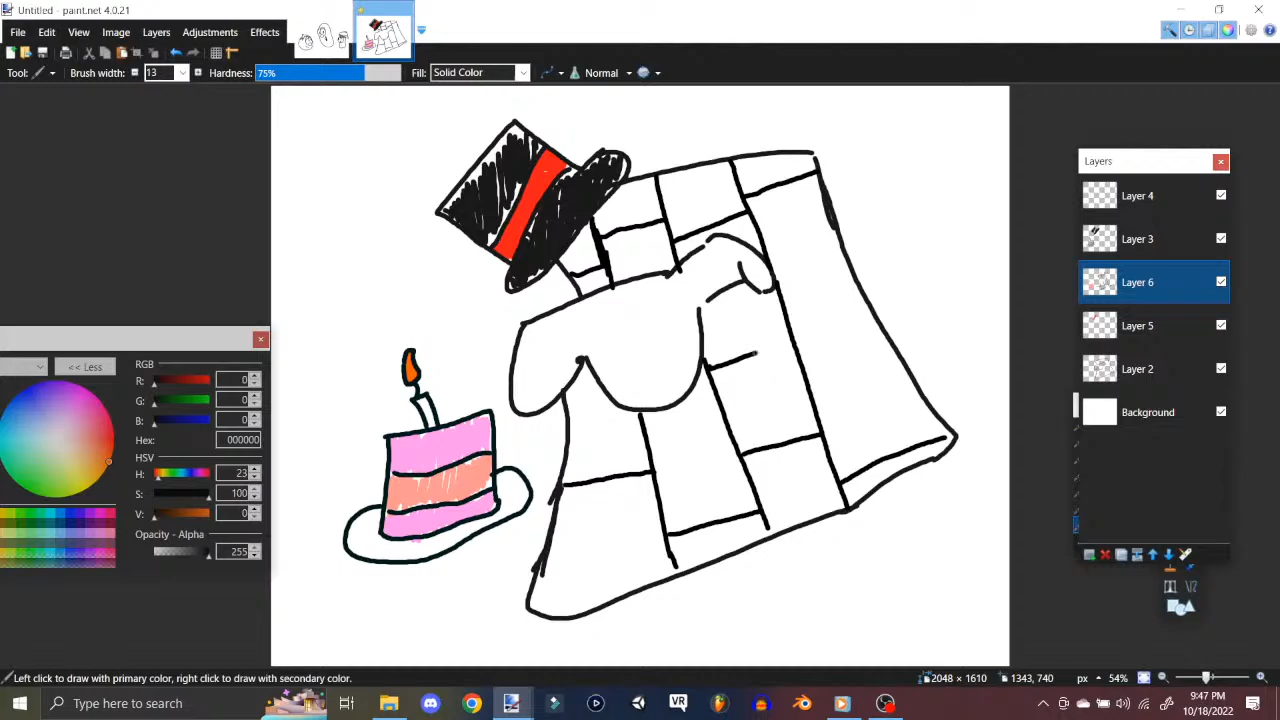 Untitled - paint.net 4.0.21
File Edit View Image Layers Adjustments Effects
Tool: Brush width: 13 Hardness: 75% Fill: Solid Color Normal
Layers
Layer 4
Layer 3
Layer 6
Layer 5
Layer 2
Background
<< Less
RGB
R: 0
G: 0
B: 0
Hex: 000000
HSV
H: 23
S: 100
V: 0
Opacity - Alpha
255
Left click to draw with primary color, right click to draw with secondary color. 2048 × 1610 1343, 740 px 54%
Type here to search
VR
9:47 PM
10/18/2022